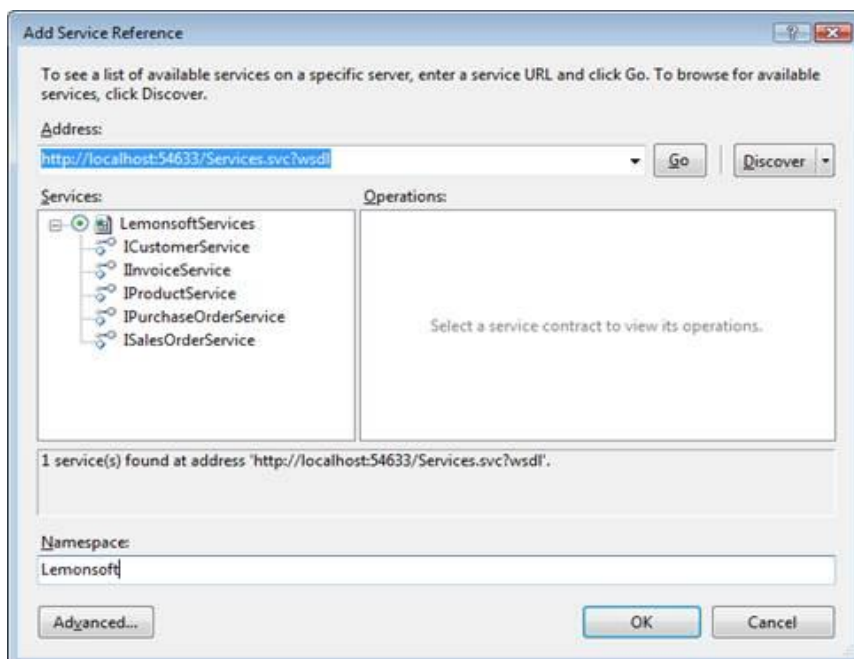 Add Service Reference
To see a list of available services on a specific server, enter a service URL and click Go. To browse for available
services, click Discover.
Address:
http://localhost:54633/Services.svc?wsdl
Go
Discover
Services:
Operations:
LemonsoftServices
ICustomerService
IInvoiceService
IProductService
IPurchaseOrderService
ISalesOrderService
Select a service contract to view its operations.
1 service(s) found at address 'http://localhost:54633/Services.svc?wsdl'.
Namespace:
Lemonsoft
Advanced...
OK
Cancel